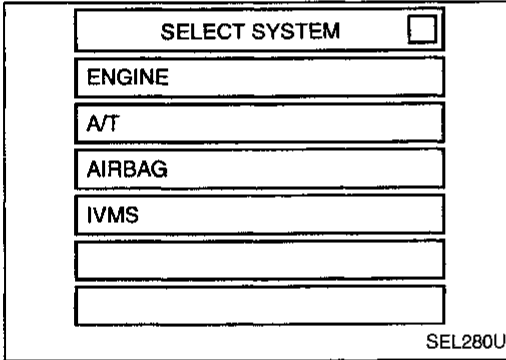 SELECT SYSTEM
ENGINE
A/T
AIRBAG
IVMS
SEL280U